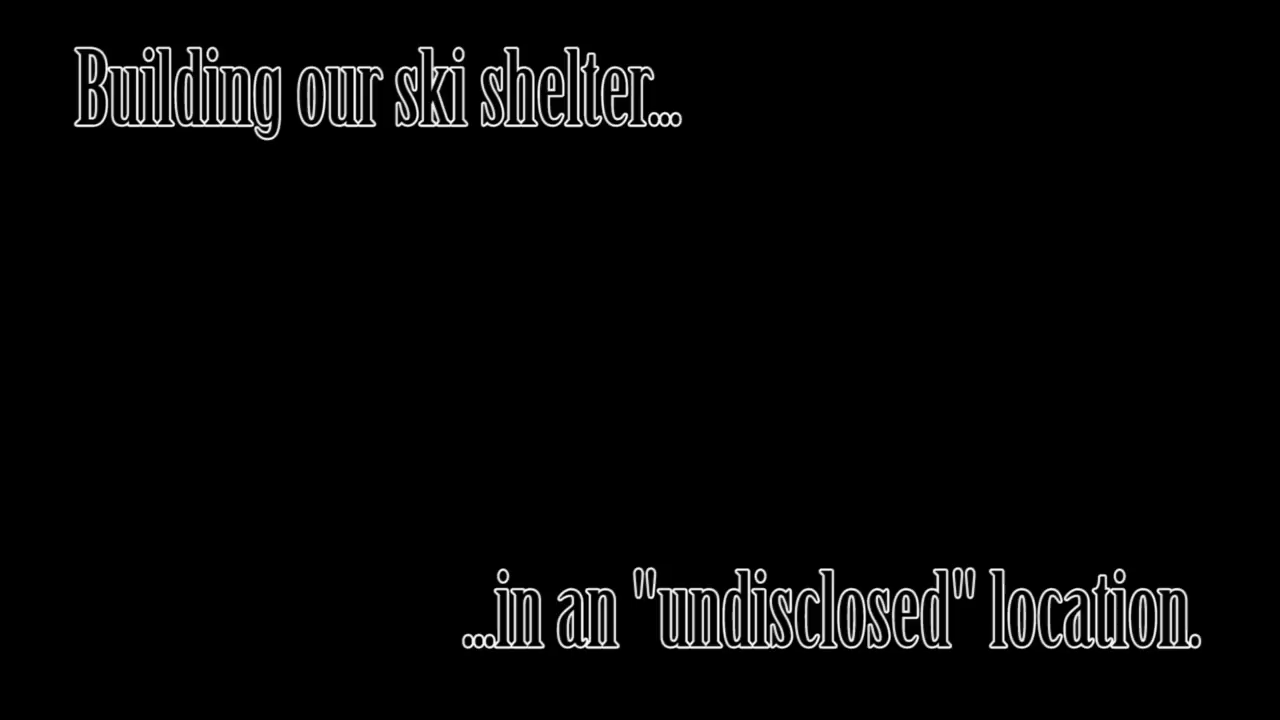 Building our ski shelter...
...in an "undisclosed" location.